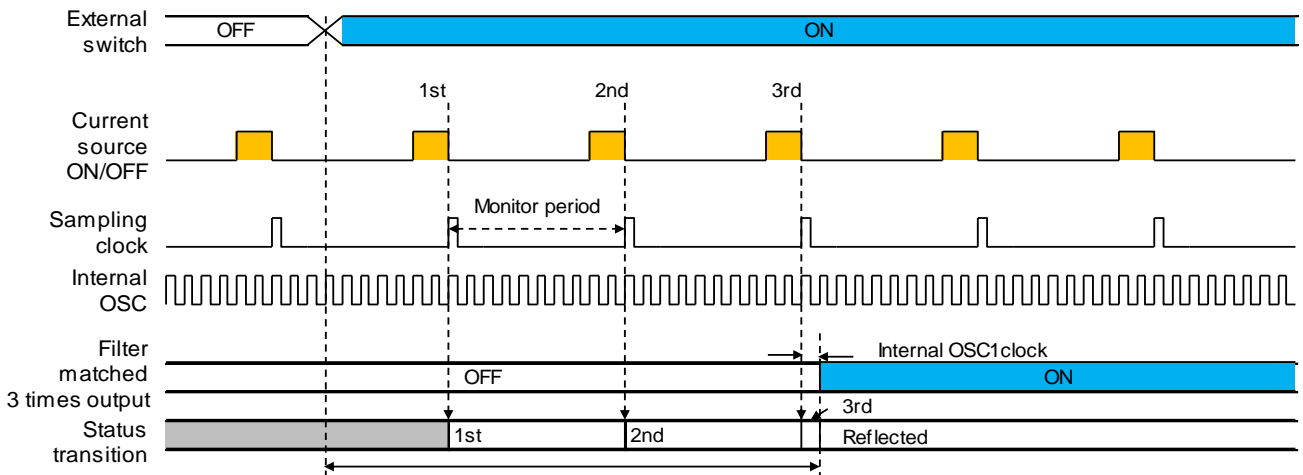 External
switch
OFF
ON
1st
2nd
3rd
Current
source
ON/OFF
Monitor period
Sampling
clock
Internal
OSC
Filter
matched
3 times output
Internal OSC1clock
OFF
ON
3rd
Status
transition
1st
2nd
Reflected